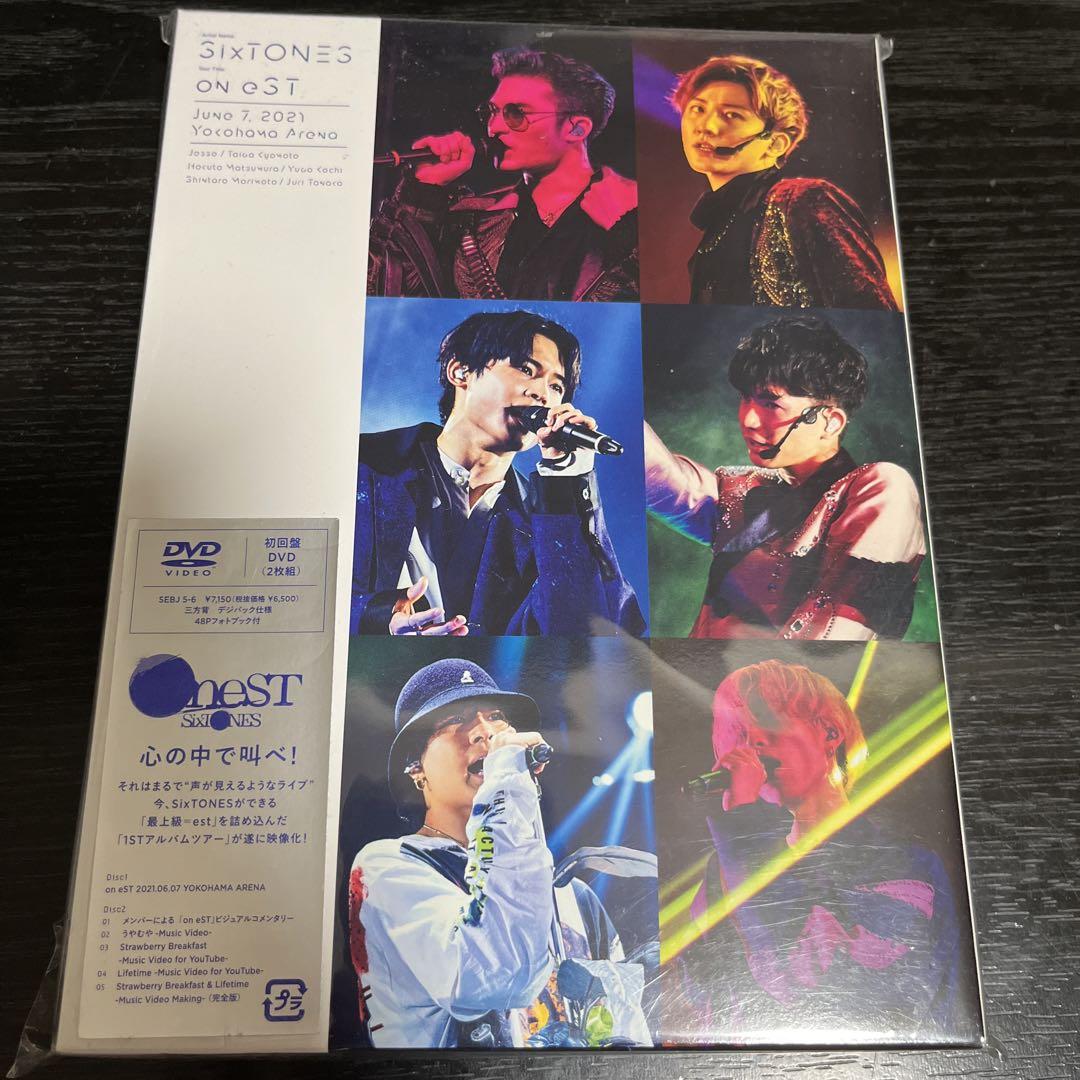 Artist Name
SixTONES
Tour Title
on eST
June 7, 2021
Yokohama Arena
Jesse / Taiga Kyomoto
Hokuto Matsumura / Yugo Kochi
Shintaro Morimoto / Juri Tanaka
DVD
VIDEO
初回盤
DVD
(2枚組)
SEBJ 5-6 ¥7,150(税抜価格 ¥6,500)
三方背 デジパック仕様
48Pフォトブック付
OneST
SixTONES
心の中で叫べ!
それはまるで"声が見えるようなライブ"
今、SixTONESができる
「最上級=est」を詰め込んだ
「1STアルバムツアー」が遂に映像化!
Disc1
on eST 2021.06.07 YOKOHAMA ARENA
Disc2
01 メンバーによる「on eST」ビジュアルコメンタリー
02 うやむや -Music Video-
03 Strawberry Breakfast
-Music Video for YouTube-
04 Lifetime -Music Video for YouTube-
05 Strawberry Breakfast & Lifetime
-Music Video Making- (完全版)
プラ